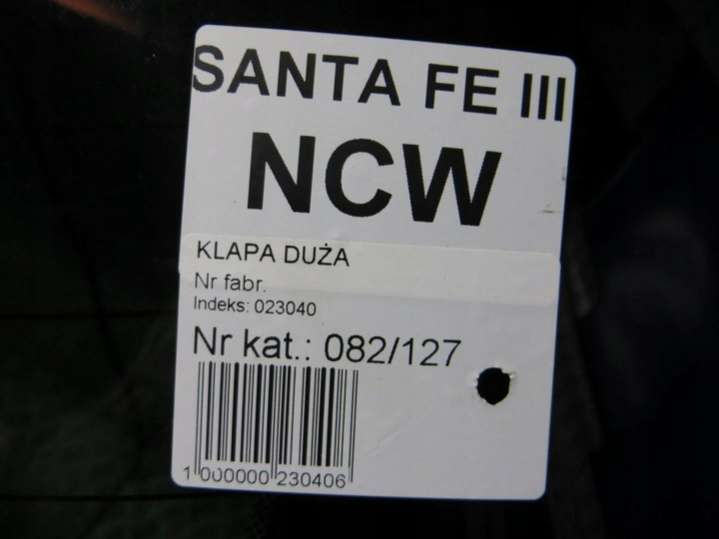 SANTA FE III
NCW
KLAPA DUŻA
Nr fabr.
Indeks: 023040
Nr kat.: 082/127
1 000000 230406